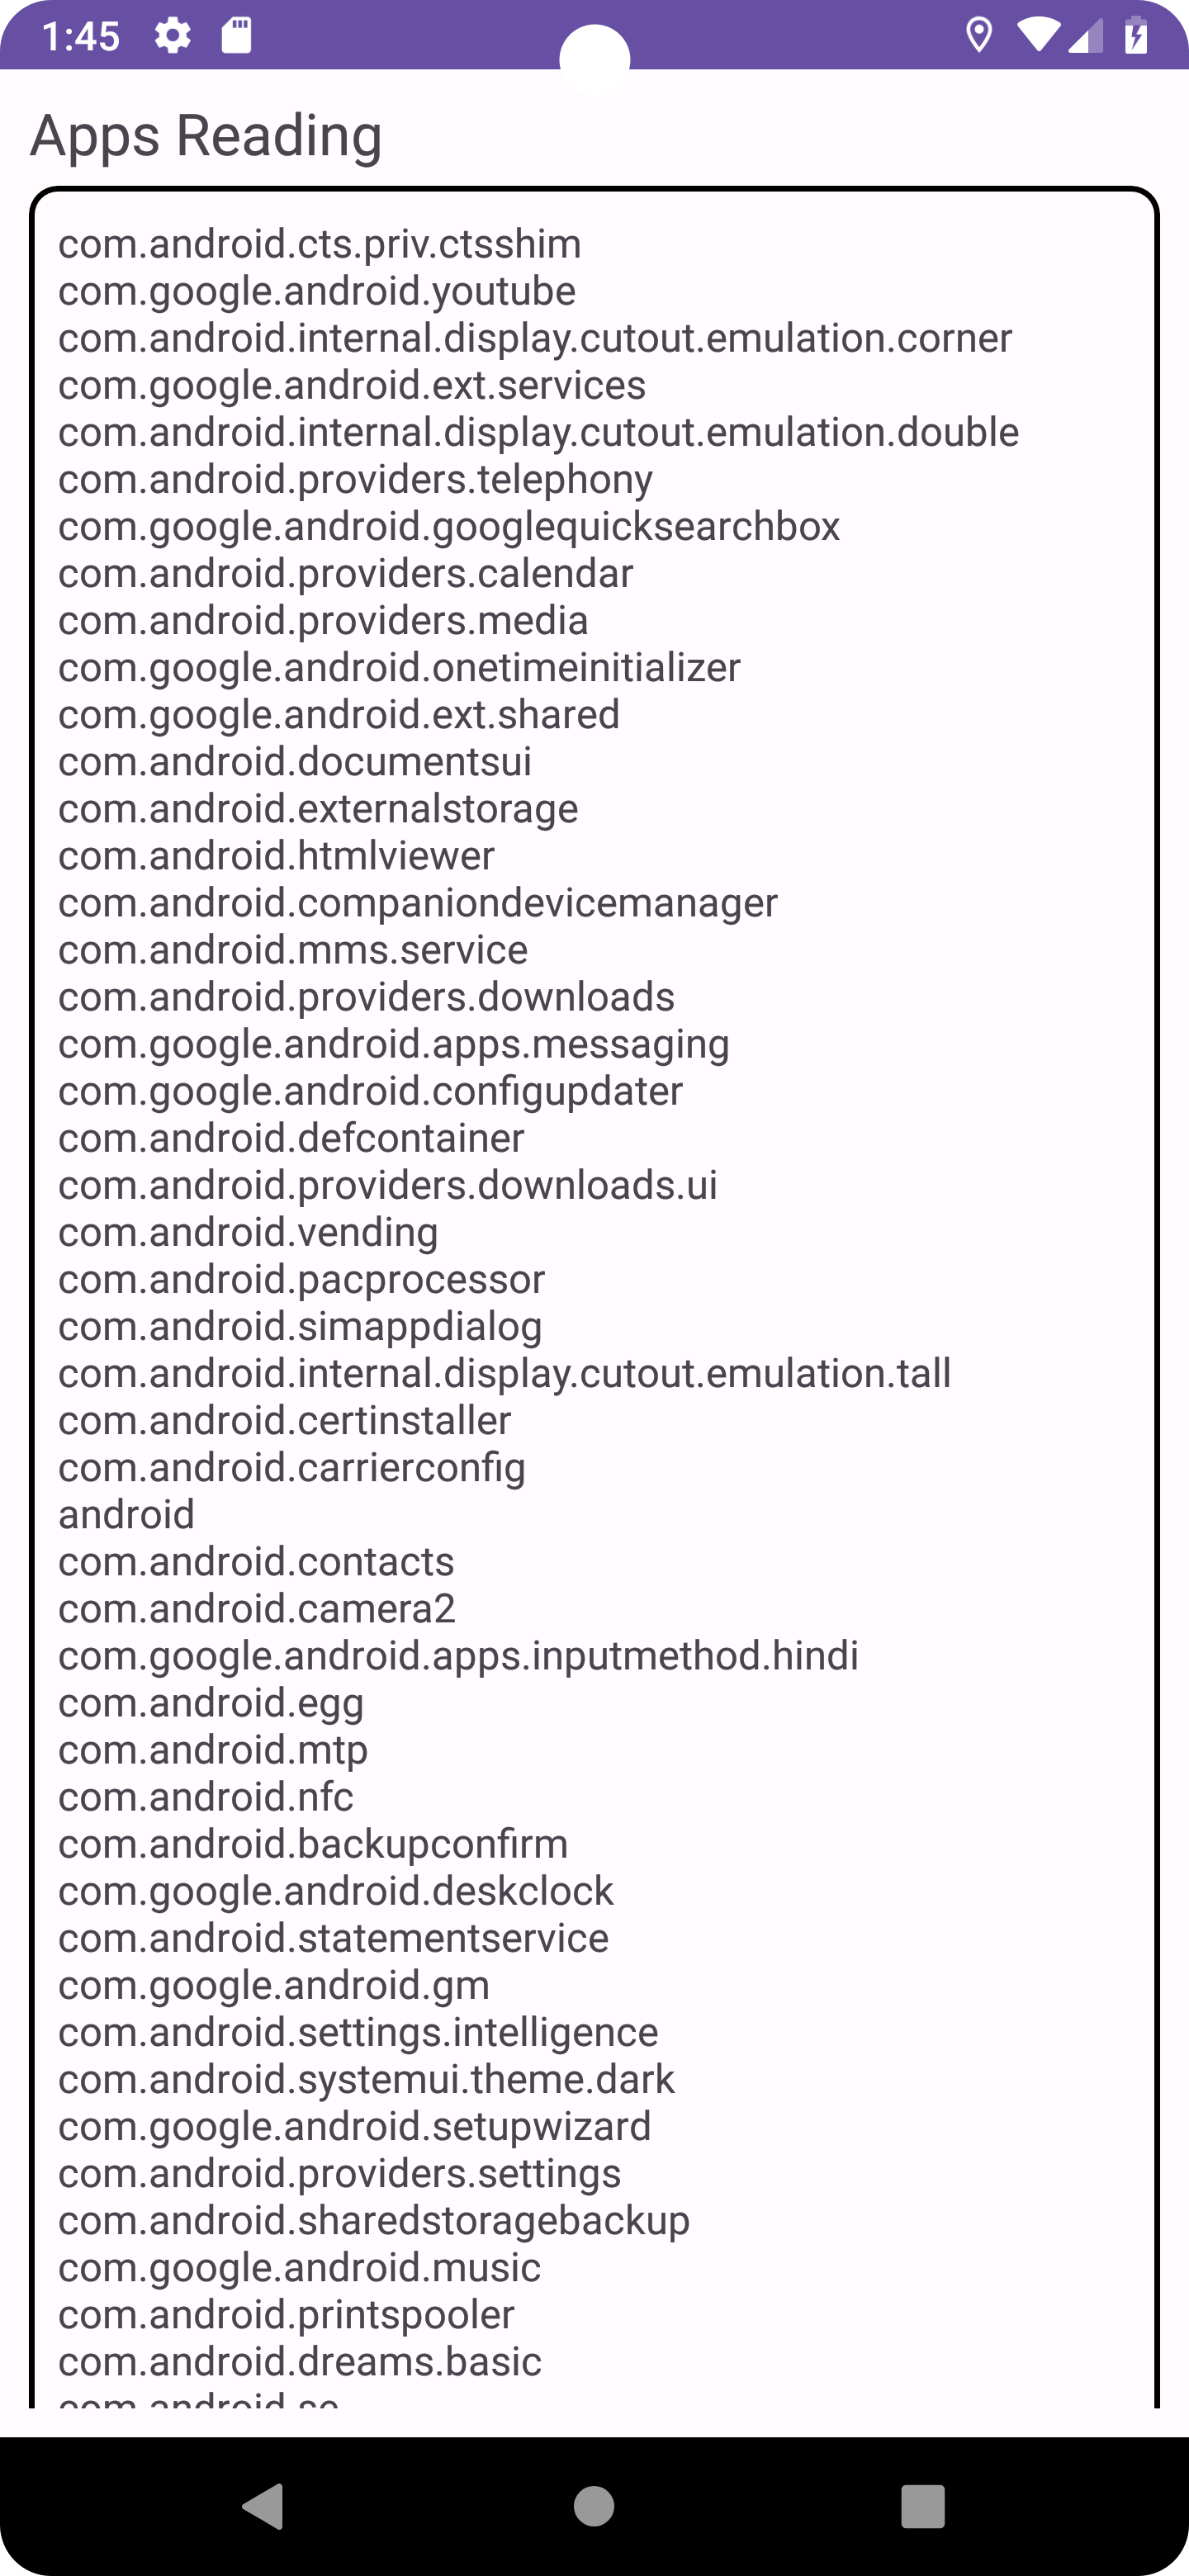 1:45
Apps Reading
com.android.cts.priv.ctsshim
com.google.android.youtube
com.android.internal.display.cutout.emulation.corner
com.google.android.ext.services
com.android.internal.display.cutout.emulation.double
com.android.providers.telephony
com.google.android.googlequicksearchbox
com.android.providers.calendar
com.android.providers.media
com.google.android.onetimeinitializer
com.google.android.ext.shared
com.android.documentsui
com.android.externalstorage
com.android.htmlviewer
com.android.companiondevicemanager
com.android.mms.service
com.android.providers.downloads
com.google.android.apps.messaging
com.google.android.configupdater
com.android.defcontainer
com.android.providers.downloads.ui
com.android.vending
com.android.pacprocessor
com.android.simappdialog
com.android.internal.display.cutout.emulation.tall
com.android.certinstaller
com.android.carrierconfig
android
com.android.contacts
com.android.camera2
com.google.android.apps.inputmethod.hindi
com.android.egg
com.android.mtp
com.android.nfc
com.android.backupconfirm
com.google.android.deskclock
com.android.statementservice
com.google.android.gm
com.android.settings.intelligence
com.android.systemui.theme.dark
com.google.android.setupwizard
com.android.providers.settings
com.android.sharedstoragebackup
com.google.android.music
com.android.printspooler
com.android.dreams.basic